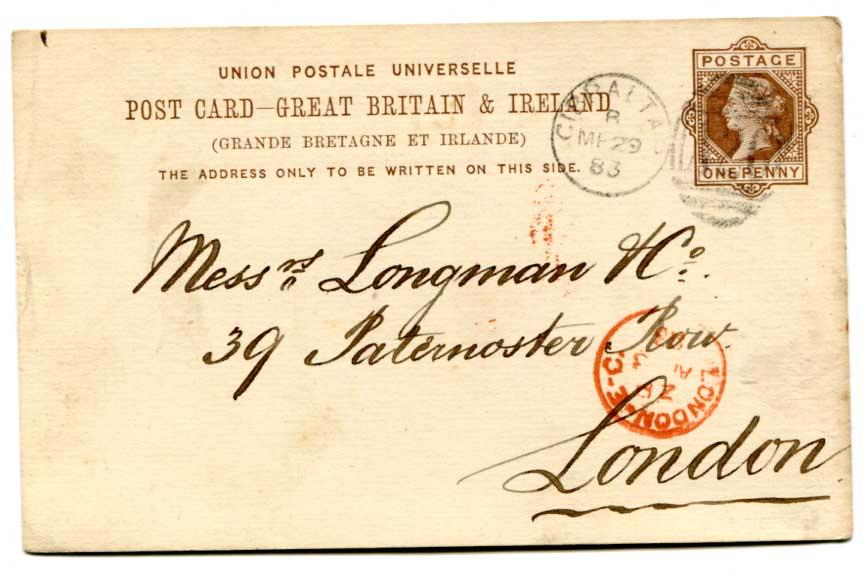 UNION POSTALE UNIVERSELLE
POST CARD—GREAT BRITAIN & IRELAND
(GRANDE BRETAGNE ET IRLANDE)
THE ADDRESS ONLY TO BE WRITTEN ON THIS SIDE.
POSTAGE
ONE PENNY
GIBRALTAR
B
MR 29
83
Messrs Longman & Co.
39 Paternoster Row.
London
LONDON. E.C